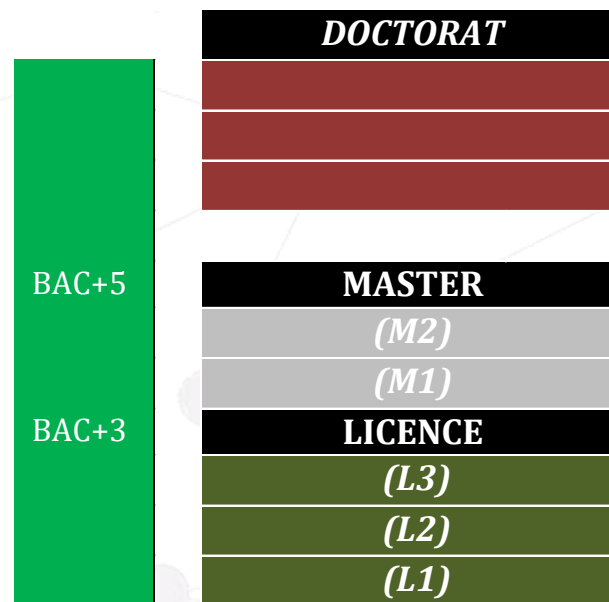 DOCTORAT
BAC+5
MASTER
(M2)
(M1)
BAC+3
LICENCE
(L3)
(L2)
(L1)